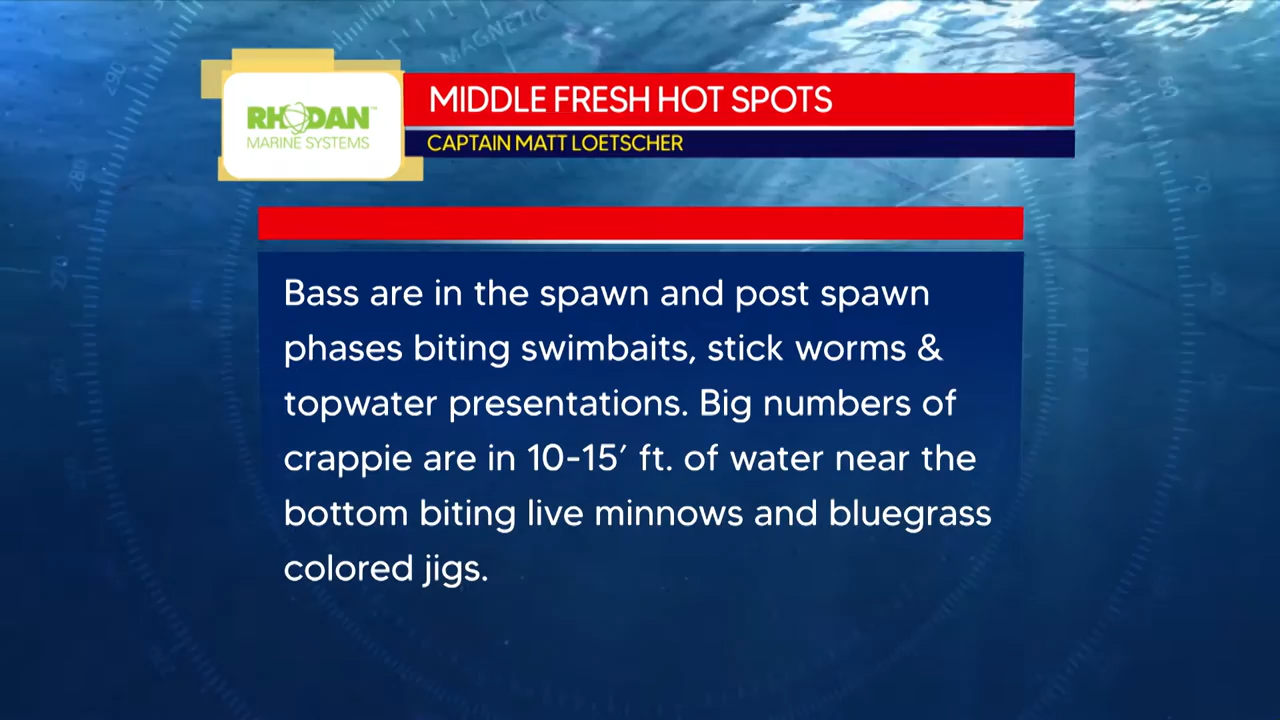 MAGNETIC
RHODAN™
MARINE SYSTEMS
MIDDLE FRESH HOT SPOTS
CAPTAIN MATT LOETSCHER
Bass are in the spawn and post spawn
phases biting swimbaits, stick worms &
topwater presentations. Big numbers of
crappie are in 10-15′ ft. of water near the
bottom biting live minnows and bluegrass
colored jigs.